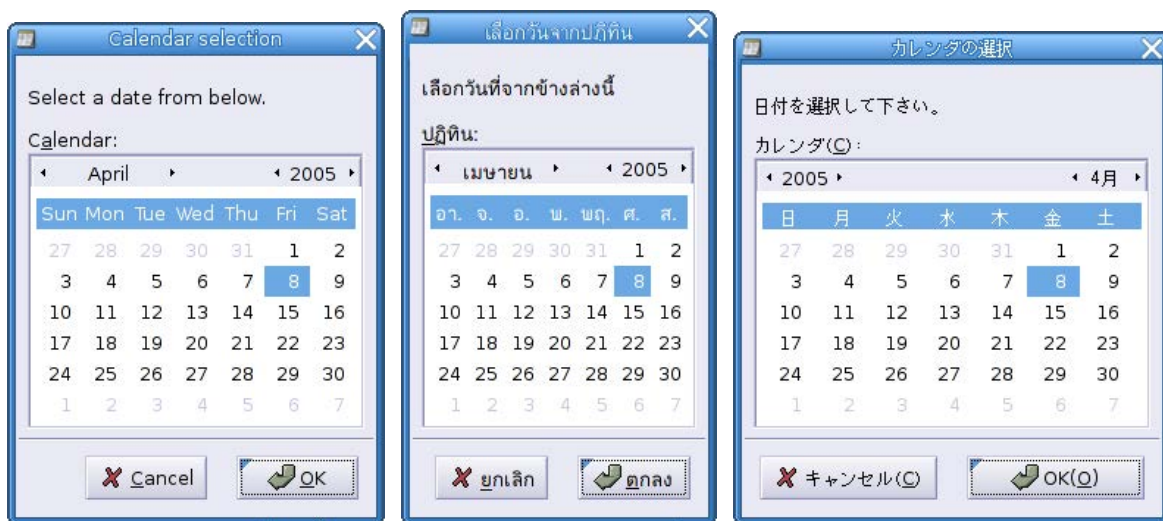 Calendar selection
Select a date from below.
Calendar:
April 2005
Sun Mon Tue Wed Thu Fri Sat
27 28 29 30 31 1 2
3 4 5 6 7 8 9
10 11 12 13 14 15 16
17 18 19 20 21 22 23
24 25 26 27 28 29 30
1 2 3 4 5 6 7
Cancel OK
เลือกวันจากปฏิทิน
เลือกวันที่จากข้างล่างนี้
ปฏิทิน:
เมษายน 2005
อา. จ. อ. พ. พฤ. ศ. ส.
27 28 29 30 31 1 2
3 4 5 6 7 8 9
10 11 12 13 14 15 16
17 18 19 20 21 22 23
24 25 26 27 28 29 30
1 2 3 4 5 6 7
ยกเลิก ตกลง
カレンダの選択
日付を選択して下さい。
カレンダ(C):
2005 4月
日 月 火 水 木 金 土
27 28 29 30 31 1 2
3 4 5 6 7 8 9
10 11 12 13 14 15 16
17 18 19 20 21 22 23
24 25 26 27 28 29 30
1 2 3 4 5 6 7
キャンセル(C) OK(O)